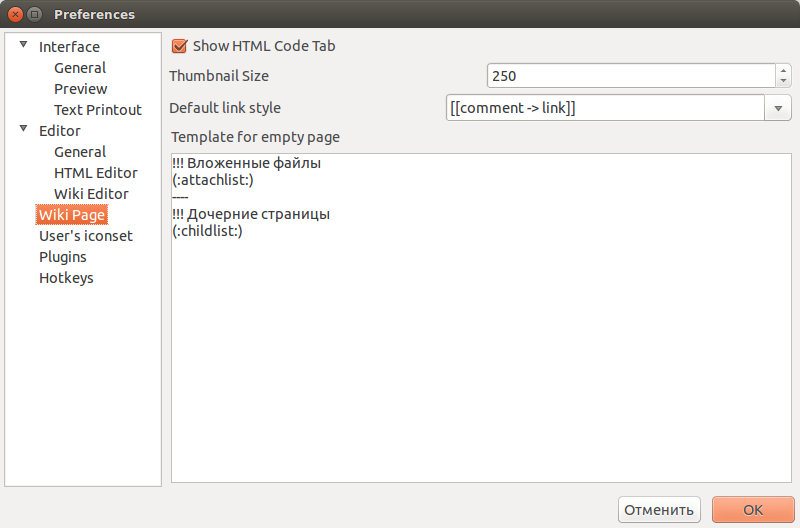 Preferences
Interface
General
Preview
Text Printout
Editor
General
HTML Editor
Wiki Editor
Wiki Page
User's iconset
Plugins
Hotkeys
Show HTML Code Tab
Thumbnail Size 250
Default link style [[comment -> link]]
Template for empty page
!!! Вложенные файлы
(:attachlist:)
----
!!! Дочерние страницы
(:childlist:)
Отменить OK